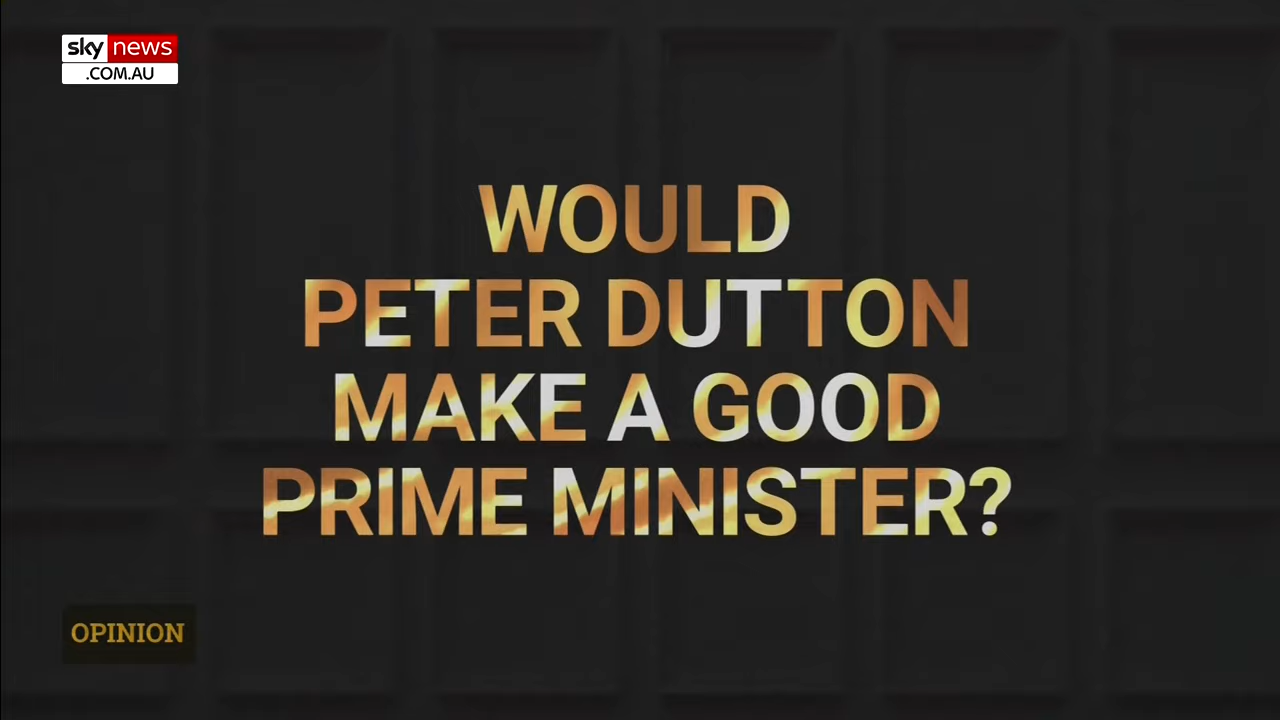 sky news
.COM.AU
WOULD
PETER DUTTON
MAKE A GOOD
PRIME MINISTER?
OPINION